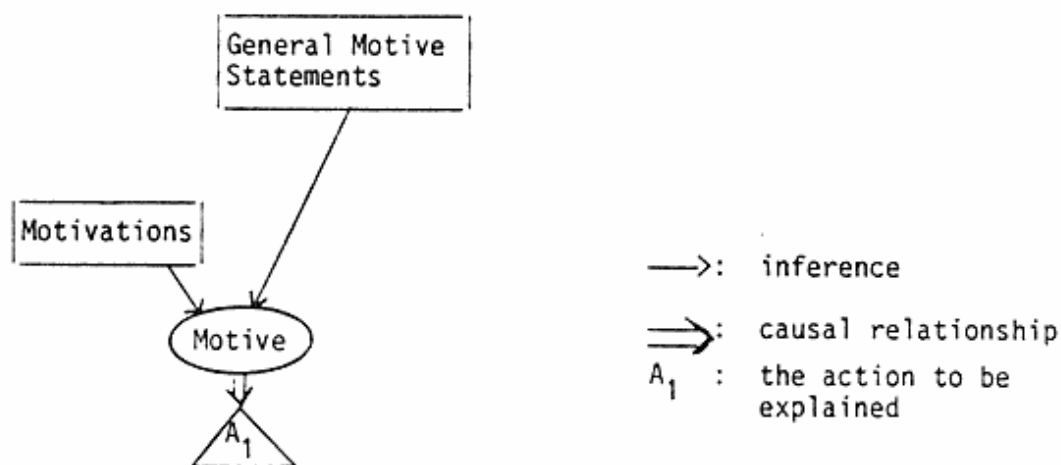 General Motive
Statements
Motivations
Motive
A₁
⟶: inference
⟹: causal relationship
A₁ : the action to be
explained